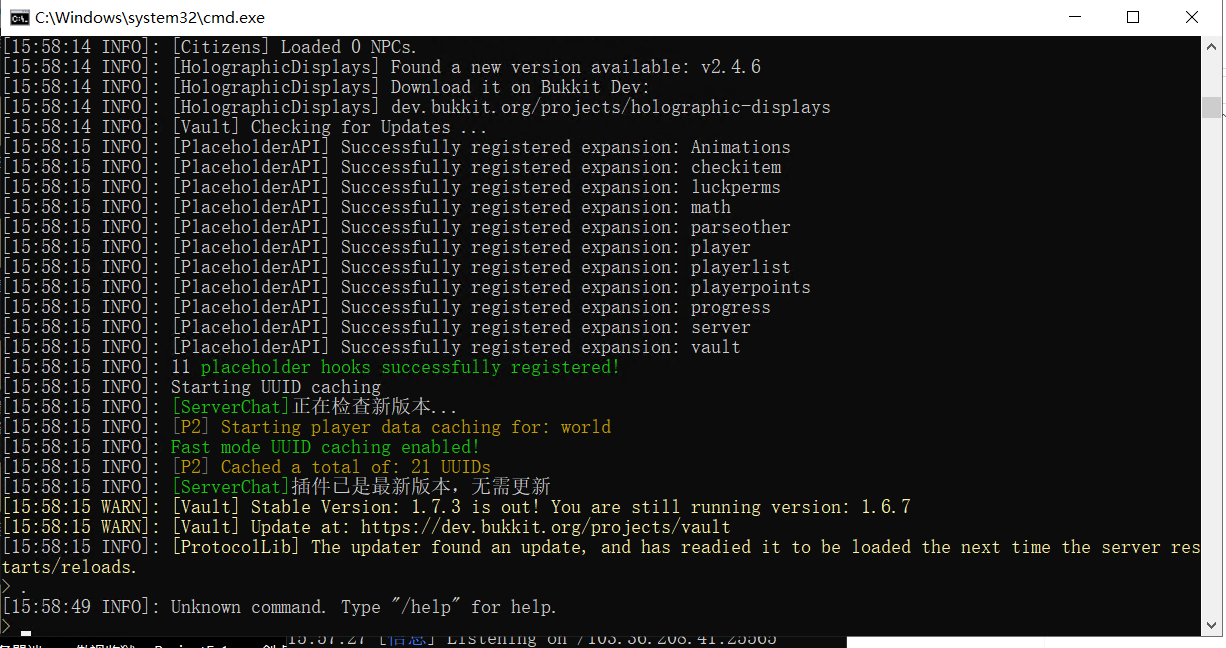 C:\Windows\system32\cmd.exe
[15:58:14 INFO]: [Citizens] Loaded 0 NPCs.
[15:58:14 INFO]: [HolographicDisplays] Found a new version available: v2.4.6
[15:58:14 INFO]: [HolographicDisplays] Download it on Bukkit Dev:
[15:58:14 INFO]: [HolographicDisplays] dev.bukkit.org/projects/holographic-displays
[15:58:14 INFO]: [Vault] Checking for Updates ...
[15:58:15 INFO]: [PlaceholderAPI] Successfully registered expansion: Animations
[15:58:15 INFO]: [PlaceholderAPI] Successfully registered expansion: checkitem
[15:58:15 INFO]: [PlaceholderAPI] Successfully registered expansion: luckperms
[15:58:15 INFO]: [PlaceholderAPI] Successfully registered expansion: math
[15:58:15 INFO]: [PlaceholderAPI] Successfully registered expansion: parseother
[15:58:15 INFO]: [PlaceholderAPI] Successfully registered expansion: player
[15:58:15 INFO]: [PlaceholderAPI] Successfully registered expansion: playerlist
[15:58:15 INFO]: [PlaceholderAPI] Successfully registered expansion: playerpoints
[15:58:15 INFO]: [PlaceholderAPI] Successfully registered expansion: progress
[15:58:15 INFO]: [PlaceholderAPI] Successfully registered expansion: server
[15:58:15 INFO]: [PlaceholderAPI] Successfully registered expansion: vault
[15:58:15 INFO]: 11 placeholder hooks successfully registered!
[15:58:15 INFO]: Starting UUID caching
[15:58:15 INFO]: [ServerChat]正在检查新版本...
[15:58:15 INFO]: [P2] Starting player data caching for: world
[15:58:15 INFO]: Fast mode UUID caching enabled!
[15:58:15 INFO]: [P2] Cached a total of: 21 UUIDs
[15:58:15 INFO]: [ServerChat]插件已是最新版本，无需更新
[15:58:15 WARN]: [Vault] Stable Version: 1.7.3 is out! You are still running version: 1.6.7
[15:58:15 WARN]: [Vault] Update at: https://dev.bukkit.org/projects/vault
[15:58:15 INFO]: [ProtocolLib] The updater found an update, and has readied it to be loaded the next time the server res
tarts/reloads.
> .
[15:58:49 INFO]: Unknown command. Type "/help" for help.
>
15:57:27 [信息] Listening on /103.36.208.41:25565